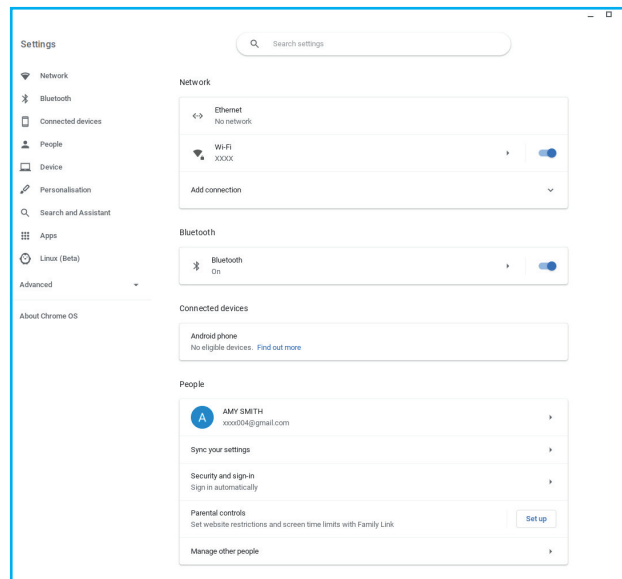 Settings
Search settings
Network
Bluetooth
Connected devices
People
Device
Personalisation
Search and Assistant
Apps
Linux (Beta)
Advanced
About Chrome OS
Network
Ethernet
No network
Wi-Fi
XXXX
Add connection
Bluetooth
Bluetooth
On
Connected devices
Android phone
No eligible devices. Find out more
People
A
AMY SMITH
xxxx004@gmail.com
Sync your settings
Security and sign-in
Sign in automatically
Parental controls
Set website restrictions and screen time limits with Family Link
Set up
Manage other people